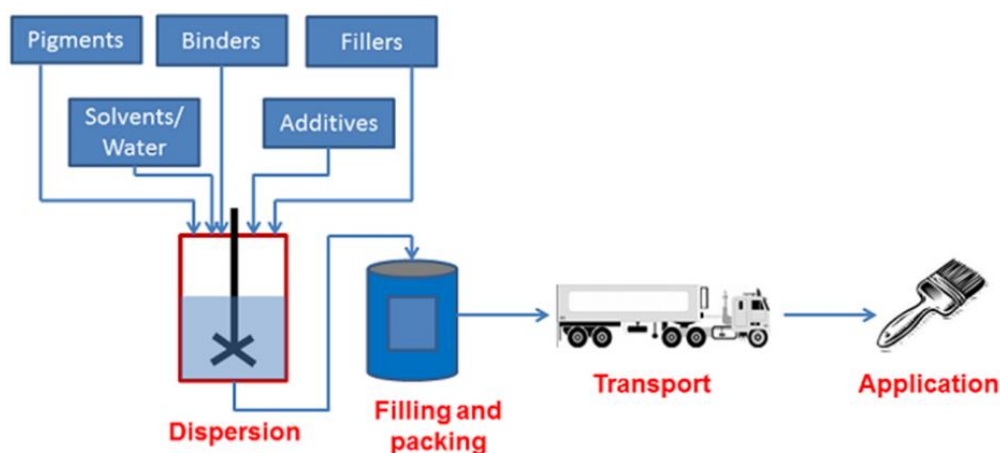 Pigments
Binders
Fillers
Solvents/
Water
Additives
Dispersion
Filling and
packing
Transport
Application